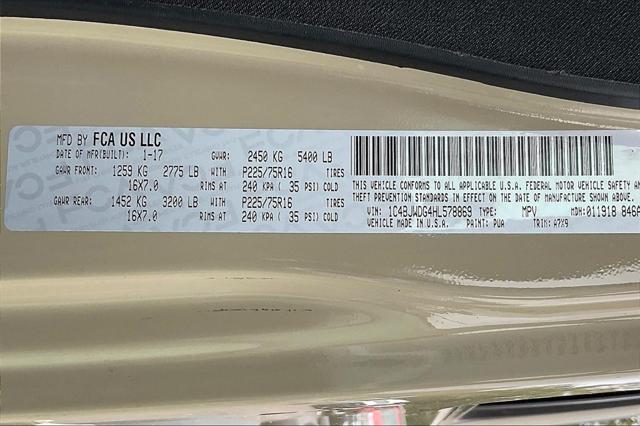 MFD BY FCA US LLC
DATE OF MFR(BUILT): 1-17 GVWR: 2450 KG 5400 LB
GAWR FRONT: 1259 KG 2775 LB P225/75R16 TIRES
16X7.0 RIMS AT 240 KPA ( 35 PSI) COLD
GAWR REAR: 1452 KG 3200 LB P225/75R16 TIRES
16X7.0 RIMS AT 240 KPA ( 35 PSI) COLD
THIS VEHICLE CONFORMS TO ALL APPLICABLE U.S.A. FEDERAL MOTOR VEHICLE SAFETY
THEFT PREVENTION STANDARDS IN EFFECT ON THE DATE OF MANUFACTURE SHOWN ABOVE
VIN: 1C4BJWDG4HL578869 TYPE: MPV MDH: 011918 846A
VEHICLE MADE IN U.S.A. PAINT: PUA TRIM: A7X9